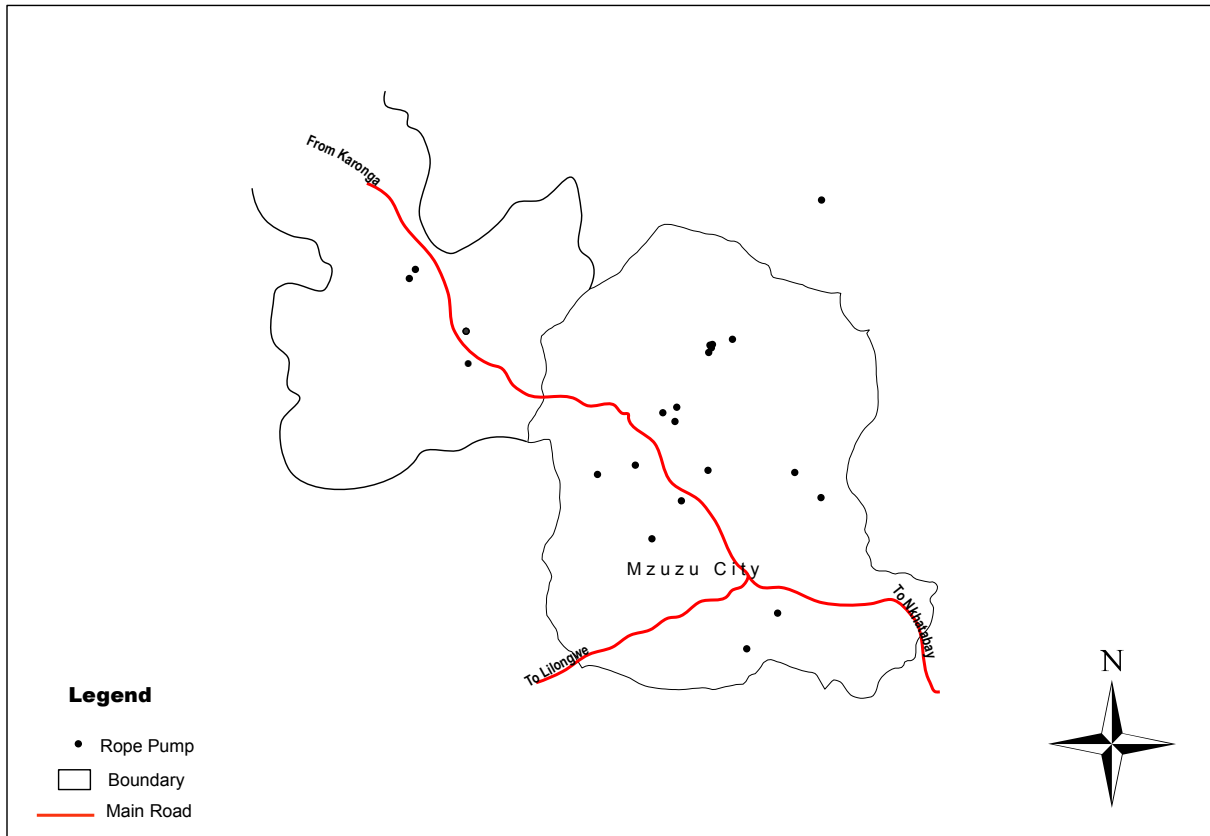 From Karonga
Mzuzu City
To Nkhatabay
To Lilongwe
N
Legend
Rope Pump
Boundary
Main Road